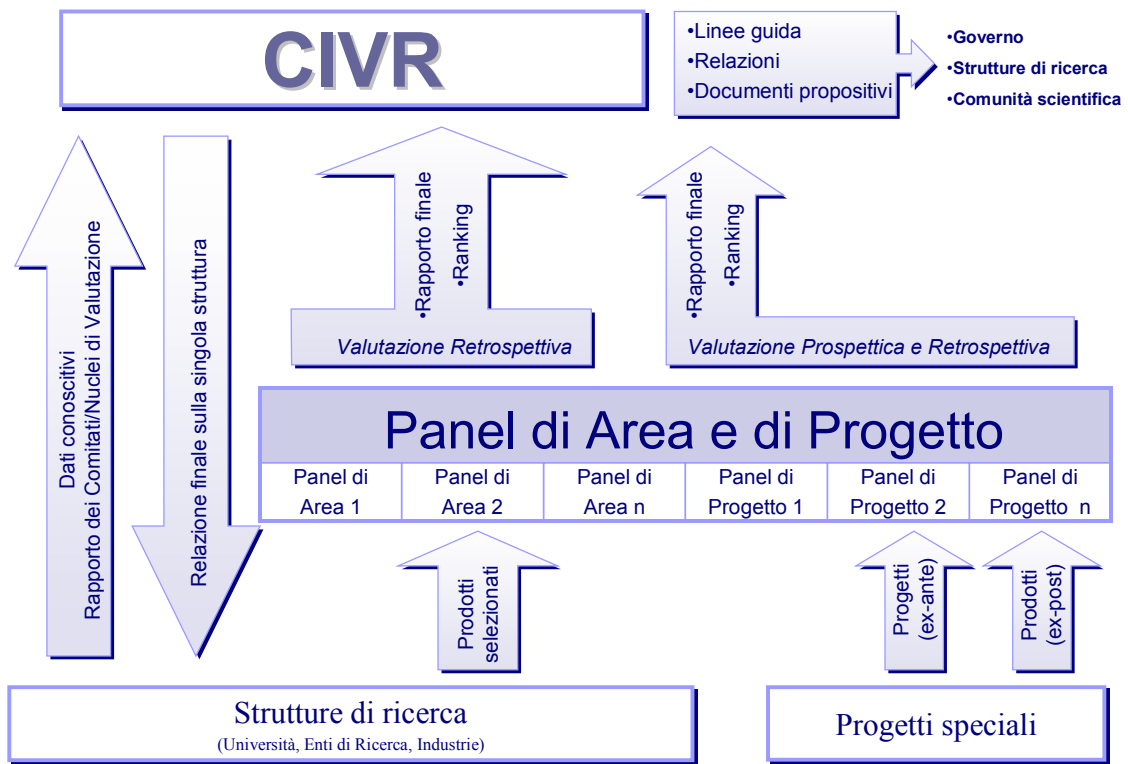 CIVR
•Linee guida
•Relazioni
•Documenti propositivi
•Governo
•Strutture di ricerca
•Comunità scientifica
Dati conoscitivi
Rapporto dei Comitati/Nuclei di Valutazione
Relazione finale sulla singola struttura
•Rapporto finale
•Ranking
Valutazione Retrospettiva
•Rapporto finale
•Ranking
Valutazione Prospettica e Retrospettiva
Panel di Area e di Progetto
Panel di
Area 1
Panel di
Area 2
Panel di
Area n
Panel di
Progetto 1
Panel di
Progetto 2
Panel di
Progetto n
Prodotti
selezionati
Progetti
(ex-ante)
Prodotti
(ex-post)
Strutture di ricerca
(Università, Enti di Ricerca, Industrie)
Progetti speciali